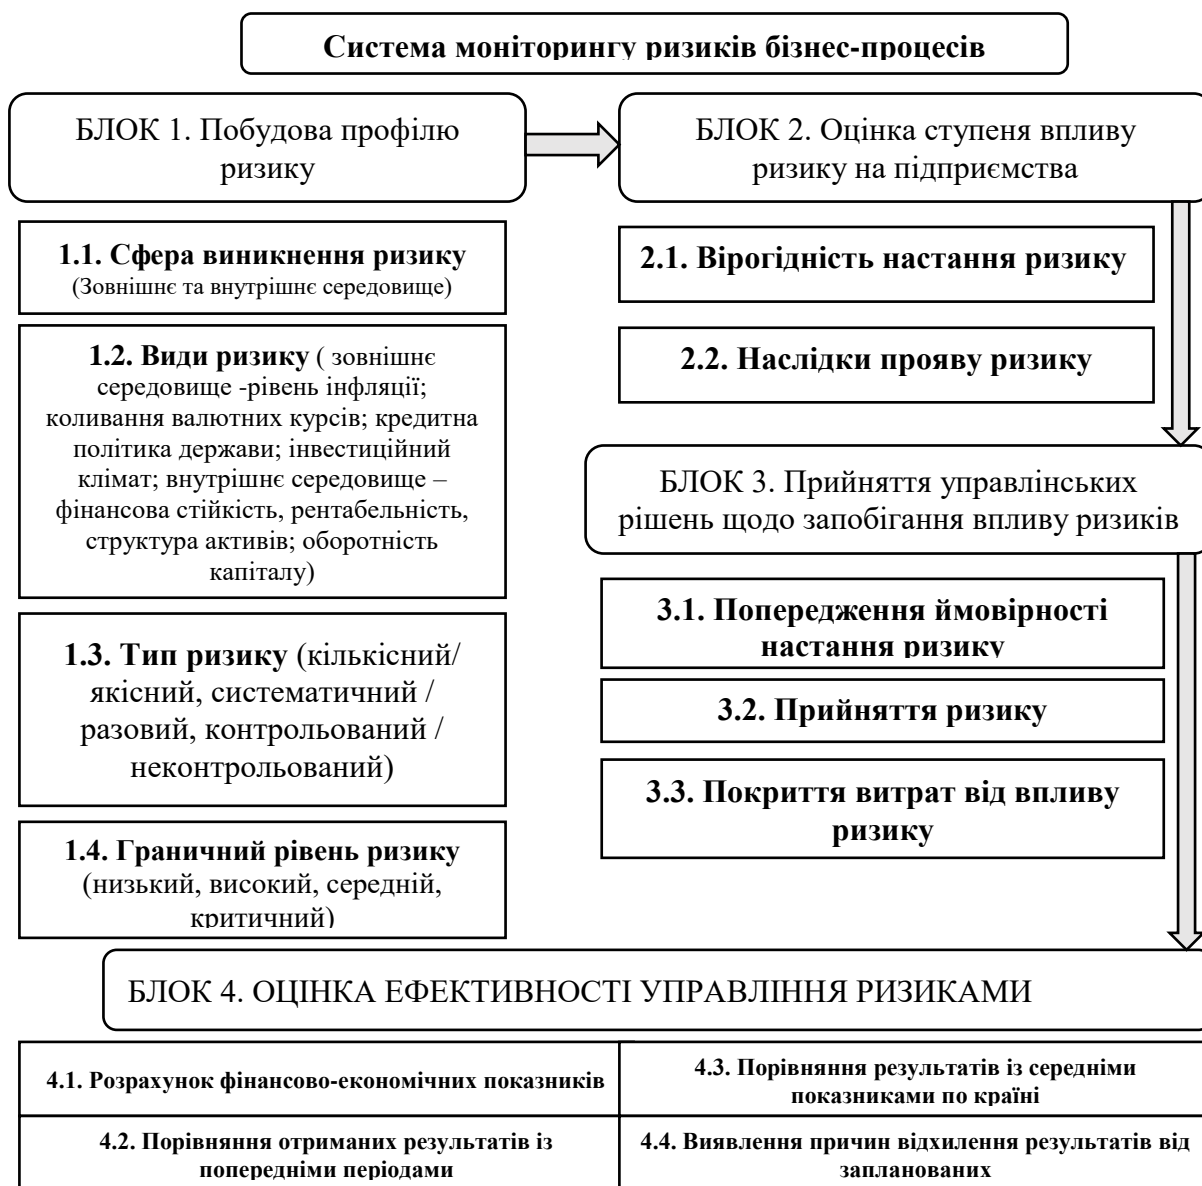 Система моніторингу ризиків бізнес-процесів
БЛОК 1. Побудова профілю
ризику
БЛОК 2. Оцінка ступеня впливу
ризику на підприємства
1.1. Сфера виникнення ризику
(Зовнішнє та внутрішнє середовище)
1.2. Види ризику ( зовнішнє
середовище -рівень інфляції;
коливання валютних курсів; кредитна
політика держави; інвестиційний
клімат; внутрішнє середовище –
фінансова стійкість, рентабельність,
структура активів; оборотність
капіталу)
1.3. Тип ризику (кількісний/
якісний, систематичний /
разовий, контрольований /
неконтрольований)
1.4. Граничний рівень ризику
(низький, високий, середній,
критичний)
2.1. Вірогідність настання ризику
2.2. Наслідки прояву ризику
БЛОК 3. Прийняття управлінських
рішень щодо запобігання впливу ризиків
3.1. Попередження ймовірності
настання ризику
3.2. Прийняття ризику
3.3. Покриття витрат від впливу
ризику
БЛОК 4. ОЦІНКА ЕФЕКТИВНОСТІ УПРАВЛІННЯ РИЗИКАМИ
4.1. Розрахунок фінансово-економічних показників
4.3. Порівняння результатів із середніми
показниками по країні
4.2. Порівняння отриманих результатів із
попередніми періодами
4.4. Виявлення причин відхилення результатів від
запланованих